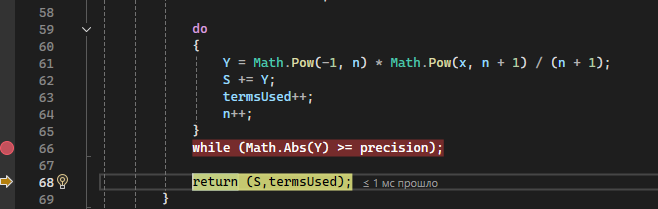 58
59 do
60 {
61 Y = Math.Pow(-1, n) * Math.Pow(x, n + 1) / (n + 1);
62 S += Y;
63 termsUsed++;
64 n++;
65 }
66 while (Math.Abs(Y) >= precision);
67
68 return (S,termsUsed); ≤ 1 мс прошло
69 }